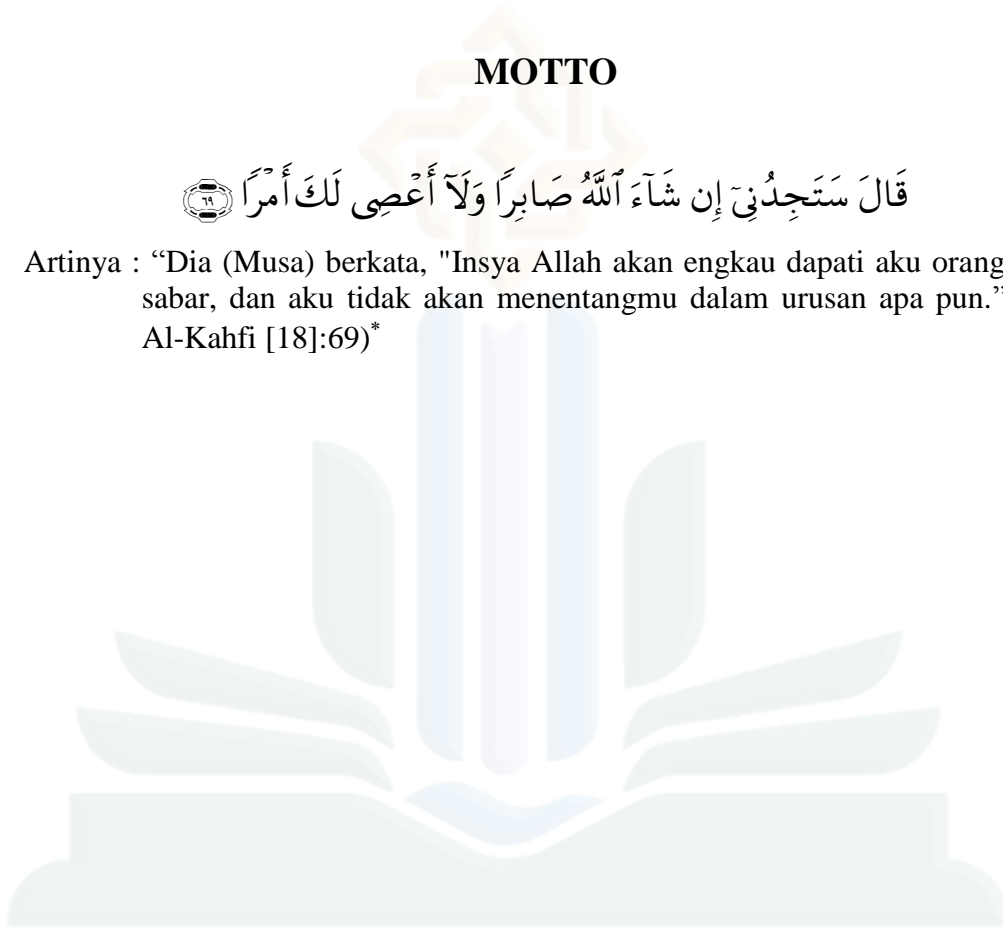 MOTTO
قَالَ سَتَجِدُنِىٓ إِن شَآءَ ٱللَّهُ صَابِرًا وَلَآ أَعْصِى لَكَ أَمْرًا ۝٦٩
Artinya : “Dia (Musa) berkata, "Insya Allah akan engkau dapati aku orang
sabar, dan aku tidak akan menentangmu dalam urusan apa pun.”
Al-Kahfi [18]:69)*